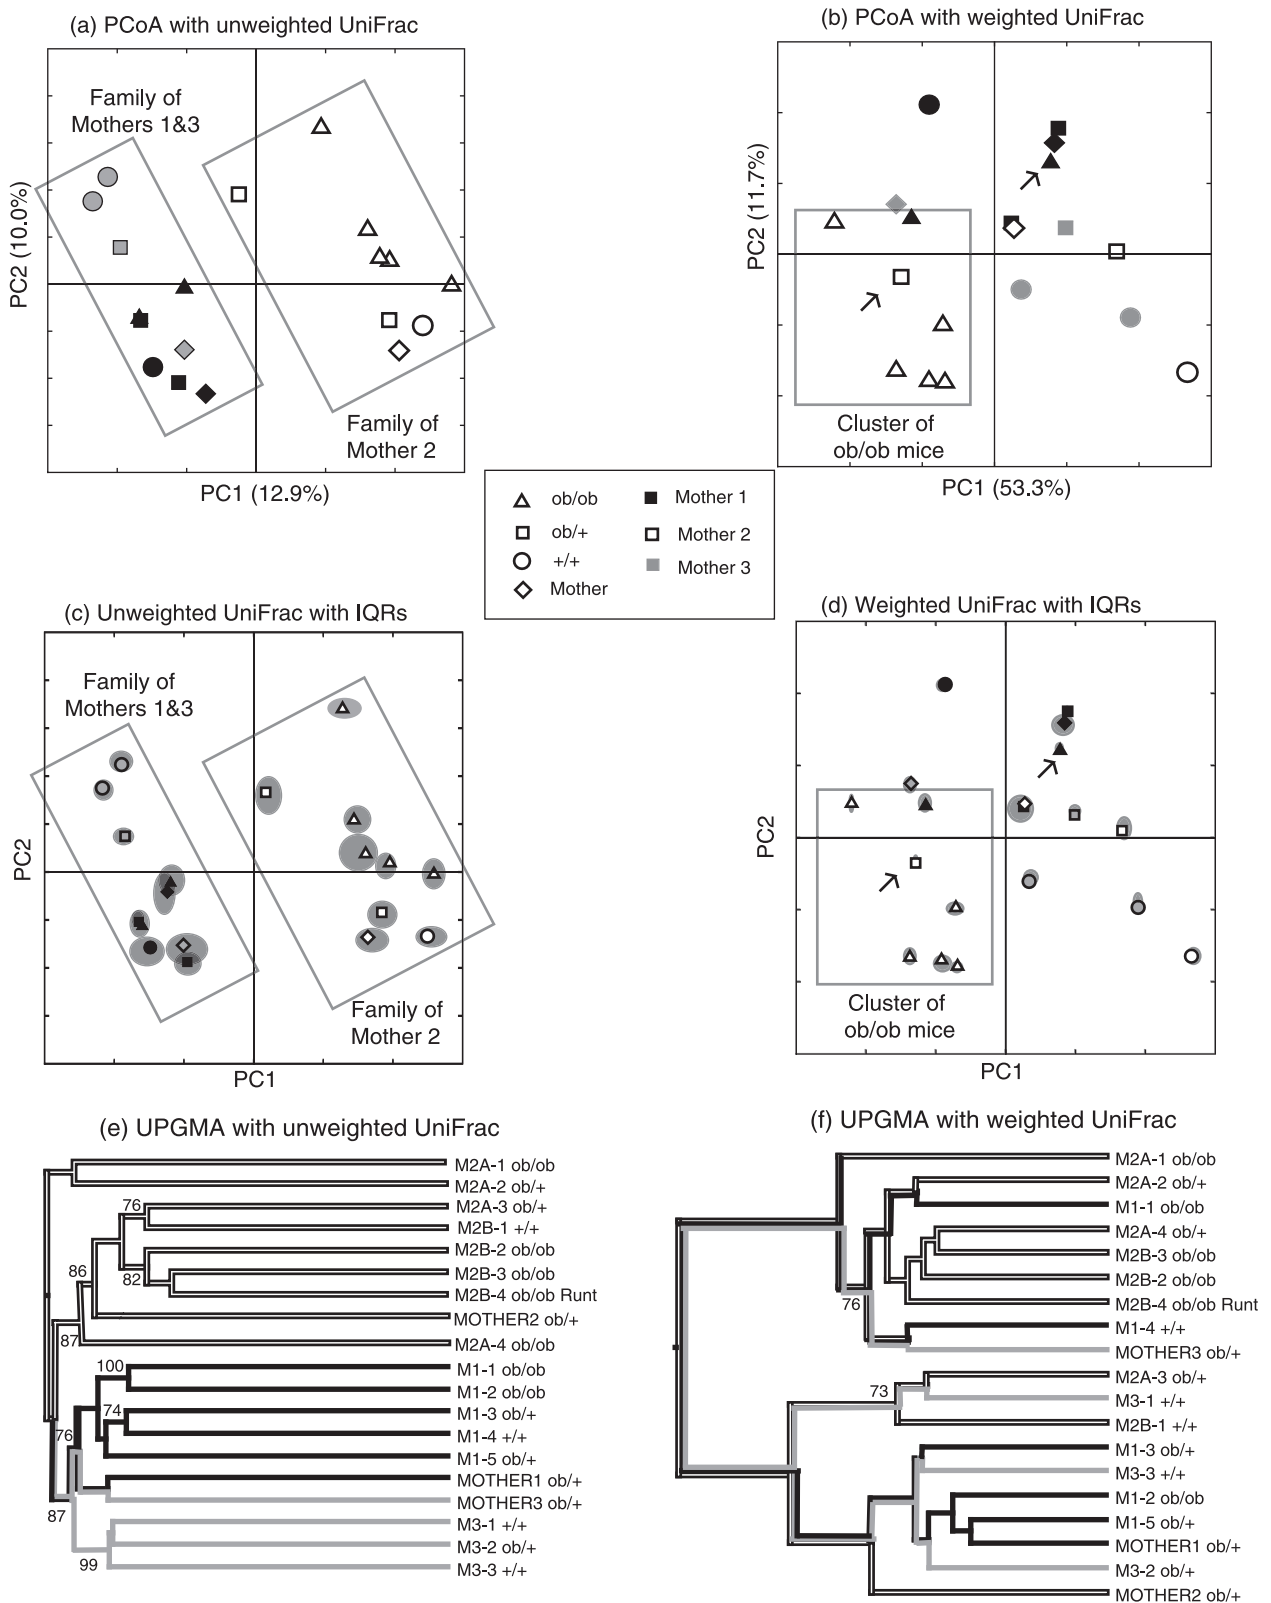 (a) PCoA with unweighted UniFrac
Family of
Mothers 1&3
PC2 (10.0%)
Family of
Mother 2
PC1 (12.9%)
(b) PCoA with weighted UniFrac
PC2 (11.7%)
Cluster of
ob/ob mice
PC1 (53.3%)
ob/ob
ob/+
+/+
Mother
Mother 1
Mother 2
Mother 3
(c) Unweighted UniFrac with IQRs
Family of
Mothers 1&3
PC2
Family of
Mother 2
PC1
(d) Weighted UniFrac with IQRs
PC2
Cluster of
ob/ob mice
PC1
(e) UPGMA with unweighted UniFrac
M2A-1 ob/ob
M2A-2 ob/+
76
M2A-3 ob/+
M2B-1 +/+
M2B-2 ob/ob
86
82
M2B-3 ob/ob
M2B-4 ob/ob Runt
MOTHER2 ob/+
87
M2A-4 ob/ob
100
M1-1 ob/ob
M1-2 ob/ob
74
M1-3 ob/+
76
M1-4 +/+
M1-5 ob/+
MOTHER1 ob/+
MOTHER3 ob/+
87
M3-1 +/+
M3-2 ob/+
99
M3-3 +/+
(f) UPGMA with weighted UniFrac
M2A-1 ob/ob
M2A-2 ob/+
M1-1 ob/ob
M2A-4 ob/+
M2B-3 ob/ob
M2B-2 ob/ob
76
M2B-4 ob/ob Runt
M1-4 +/+
MOTHER3 ob/+
73
M2A-3 ob/+
M3-1 +/+
M2B-1 +/+
M1-3 ob/+
M3-3 +/+
M1-2 ob/ob
M1-5 ob/+
MOTHER1 ob/+
M3-2 ob/+
MOTHER2 ob/+